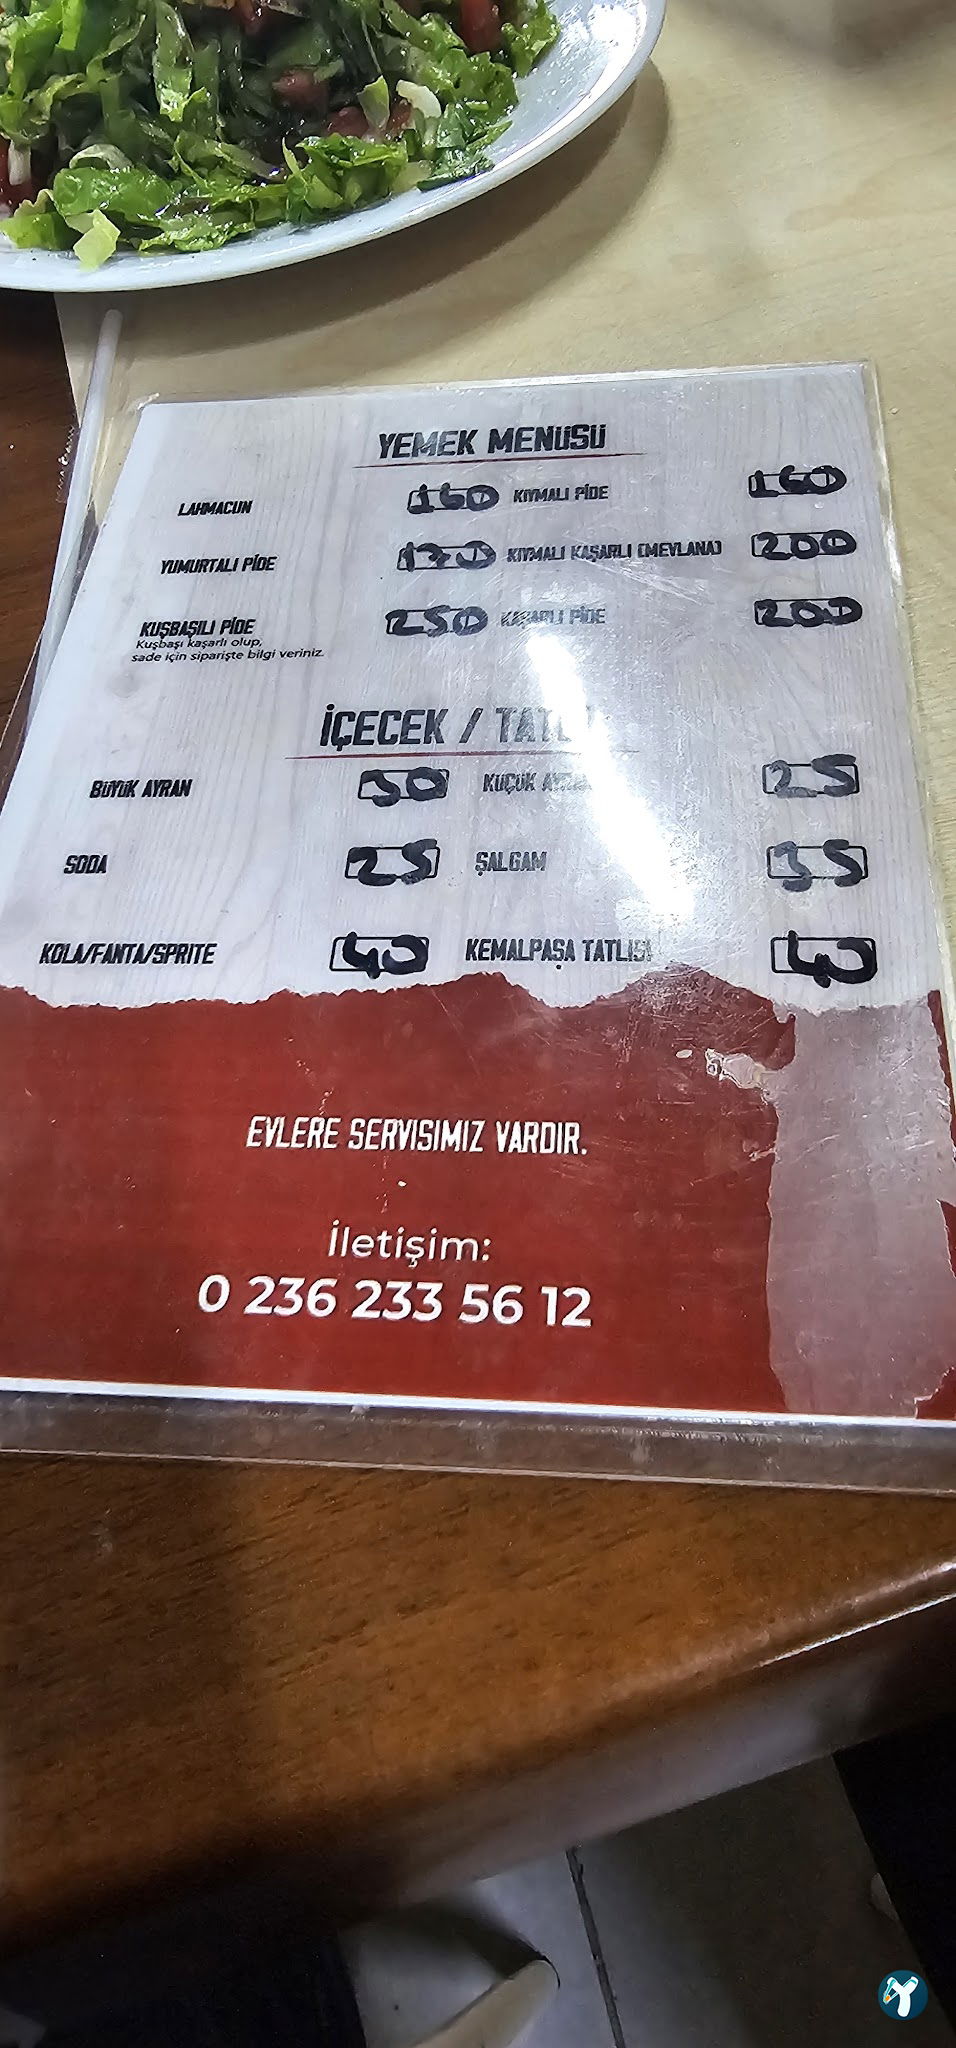 YEMEK MENÜSÜ
LAHMACUN 160 KIYMALI PİDE 160
YUMURTALI PİDE KIYMALI KAŞARLI (MEVLANA) 200
KUŞBAŞILI PİDE 250 KAŞARLI PİDE 200
Kuşbaşı kaşarlı olup,
sade için siparişte bilgi veriniz.
İÇECEK / TATLI
BÜYÜK AYRAN KÜÇÜK AYRAN 25
SODA 25 ŞALGAM 35
KOLA/FANTA/SPRITE 40 KEMALPAŞA TATLISI 40
EVLERE SERVISIMIZ VARDIR.
İletişim:
0 236 233 56 12